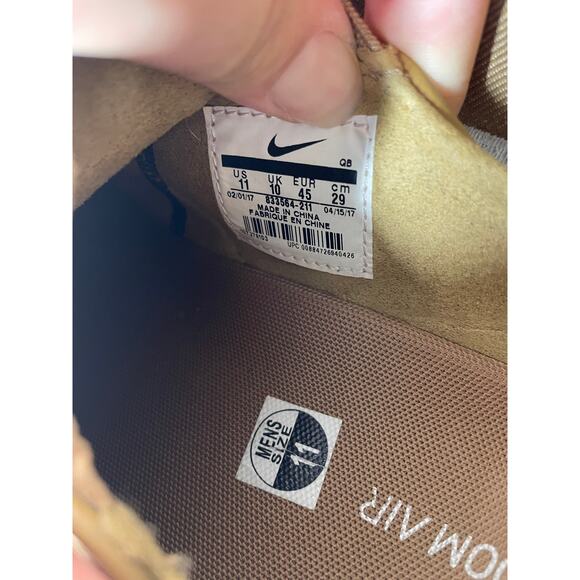 QB
US UK EUR cm
11 10 45 29
02/01/17 833564-211 04/15/17
MADE IN CHINA
FABRIQUE EN CHINE
UPC 00884726940426
MENS
SIZE
11
OM AIR